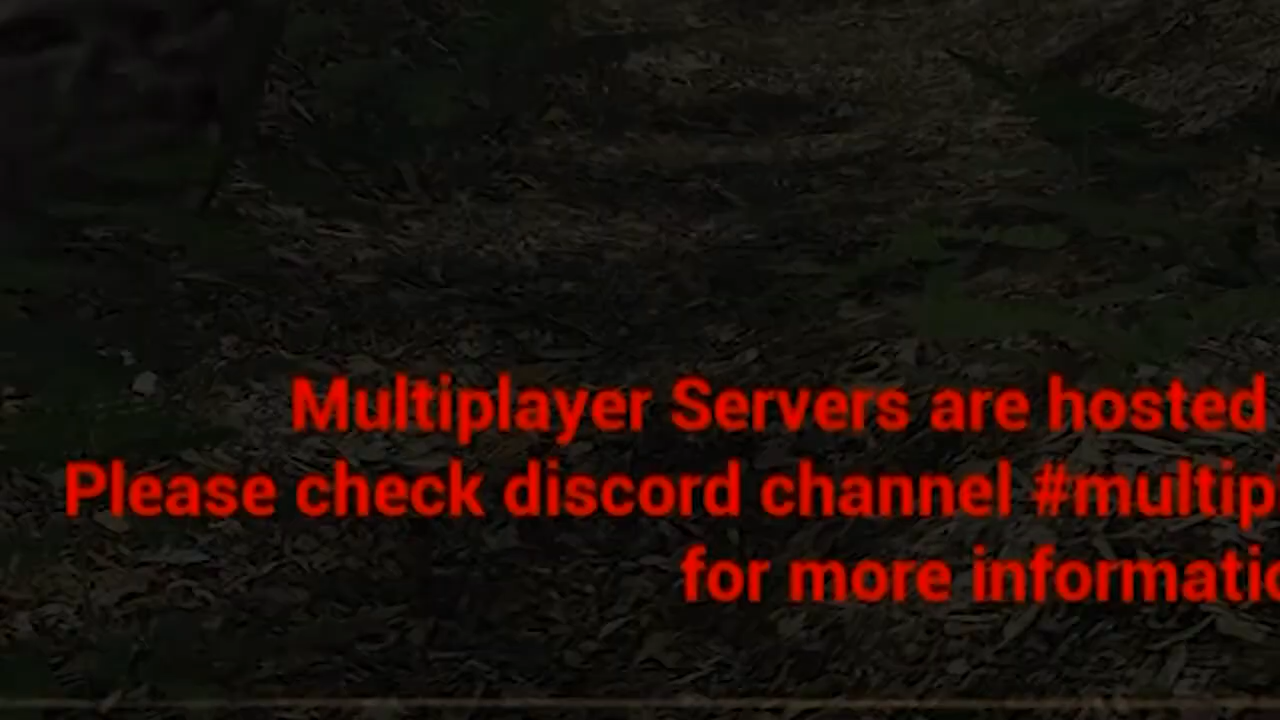 Multiplayer Servers are hosted
Please check discord channel #multip
for more informatio